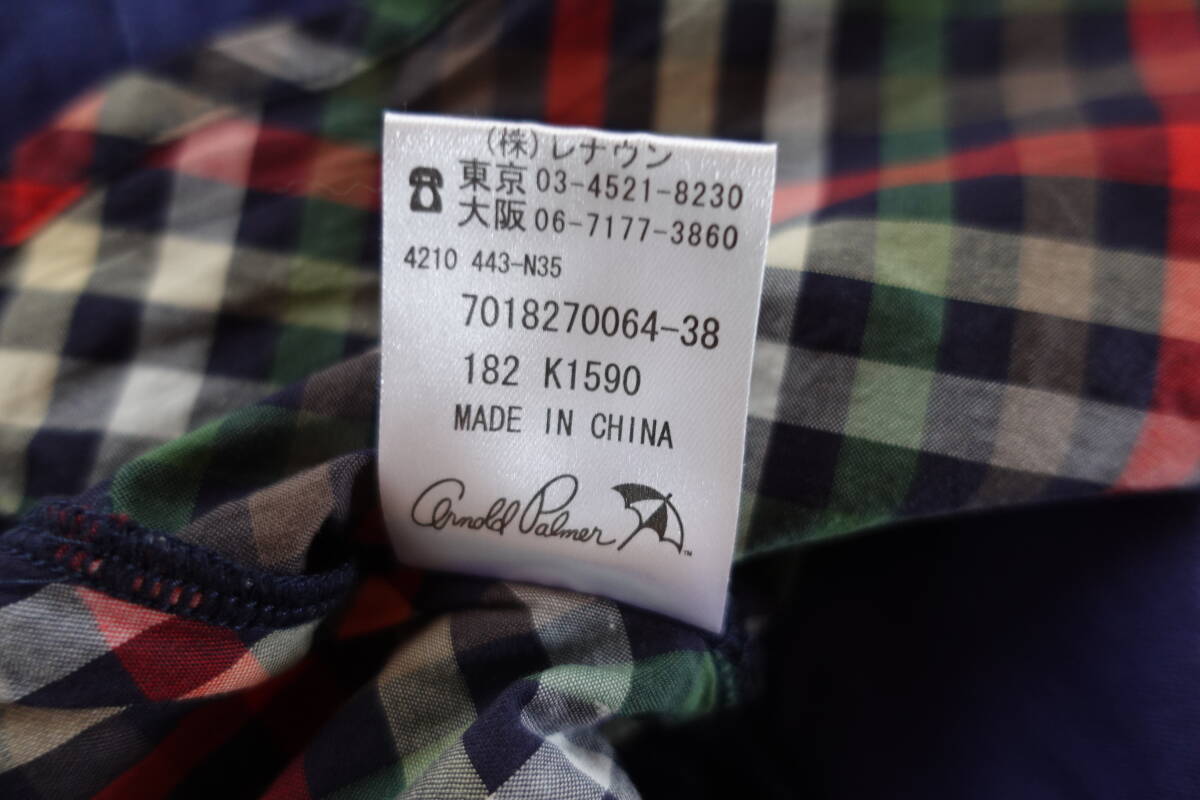 (株)レナウン
☎ 東京 03-4521-8230
大阪 06-7177-3860
4210 443-N35
7018270064-38
182 K1590
MADE IN CHINA
Arnold Palmer ™